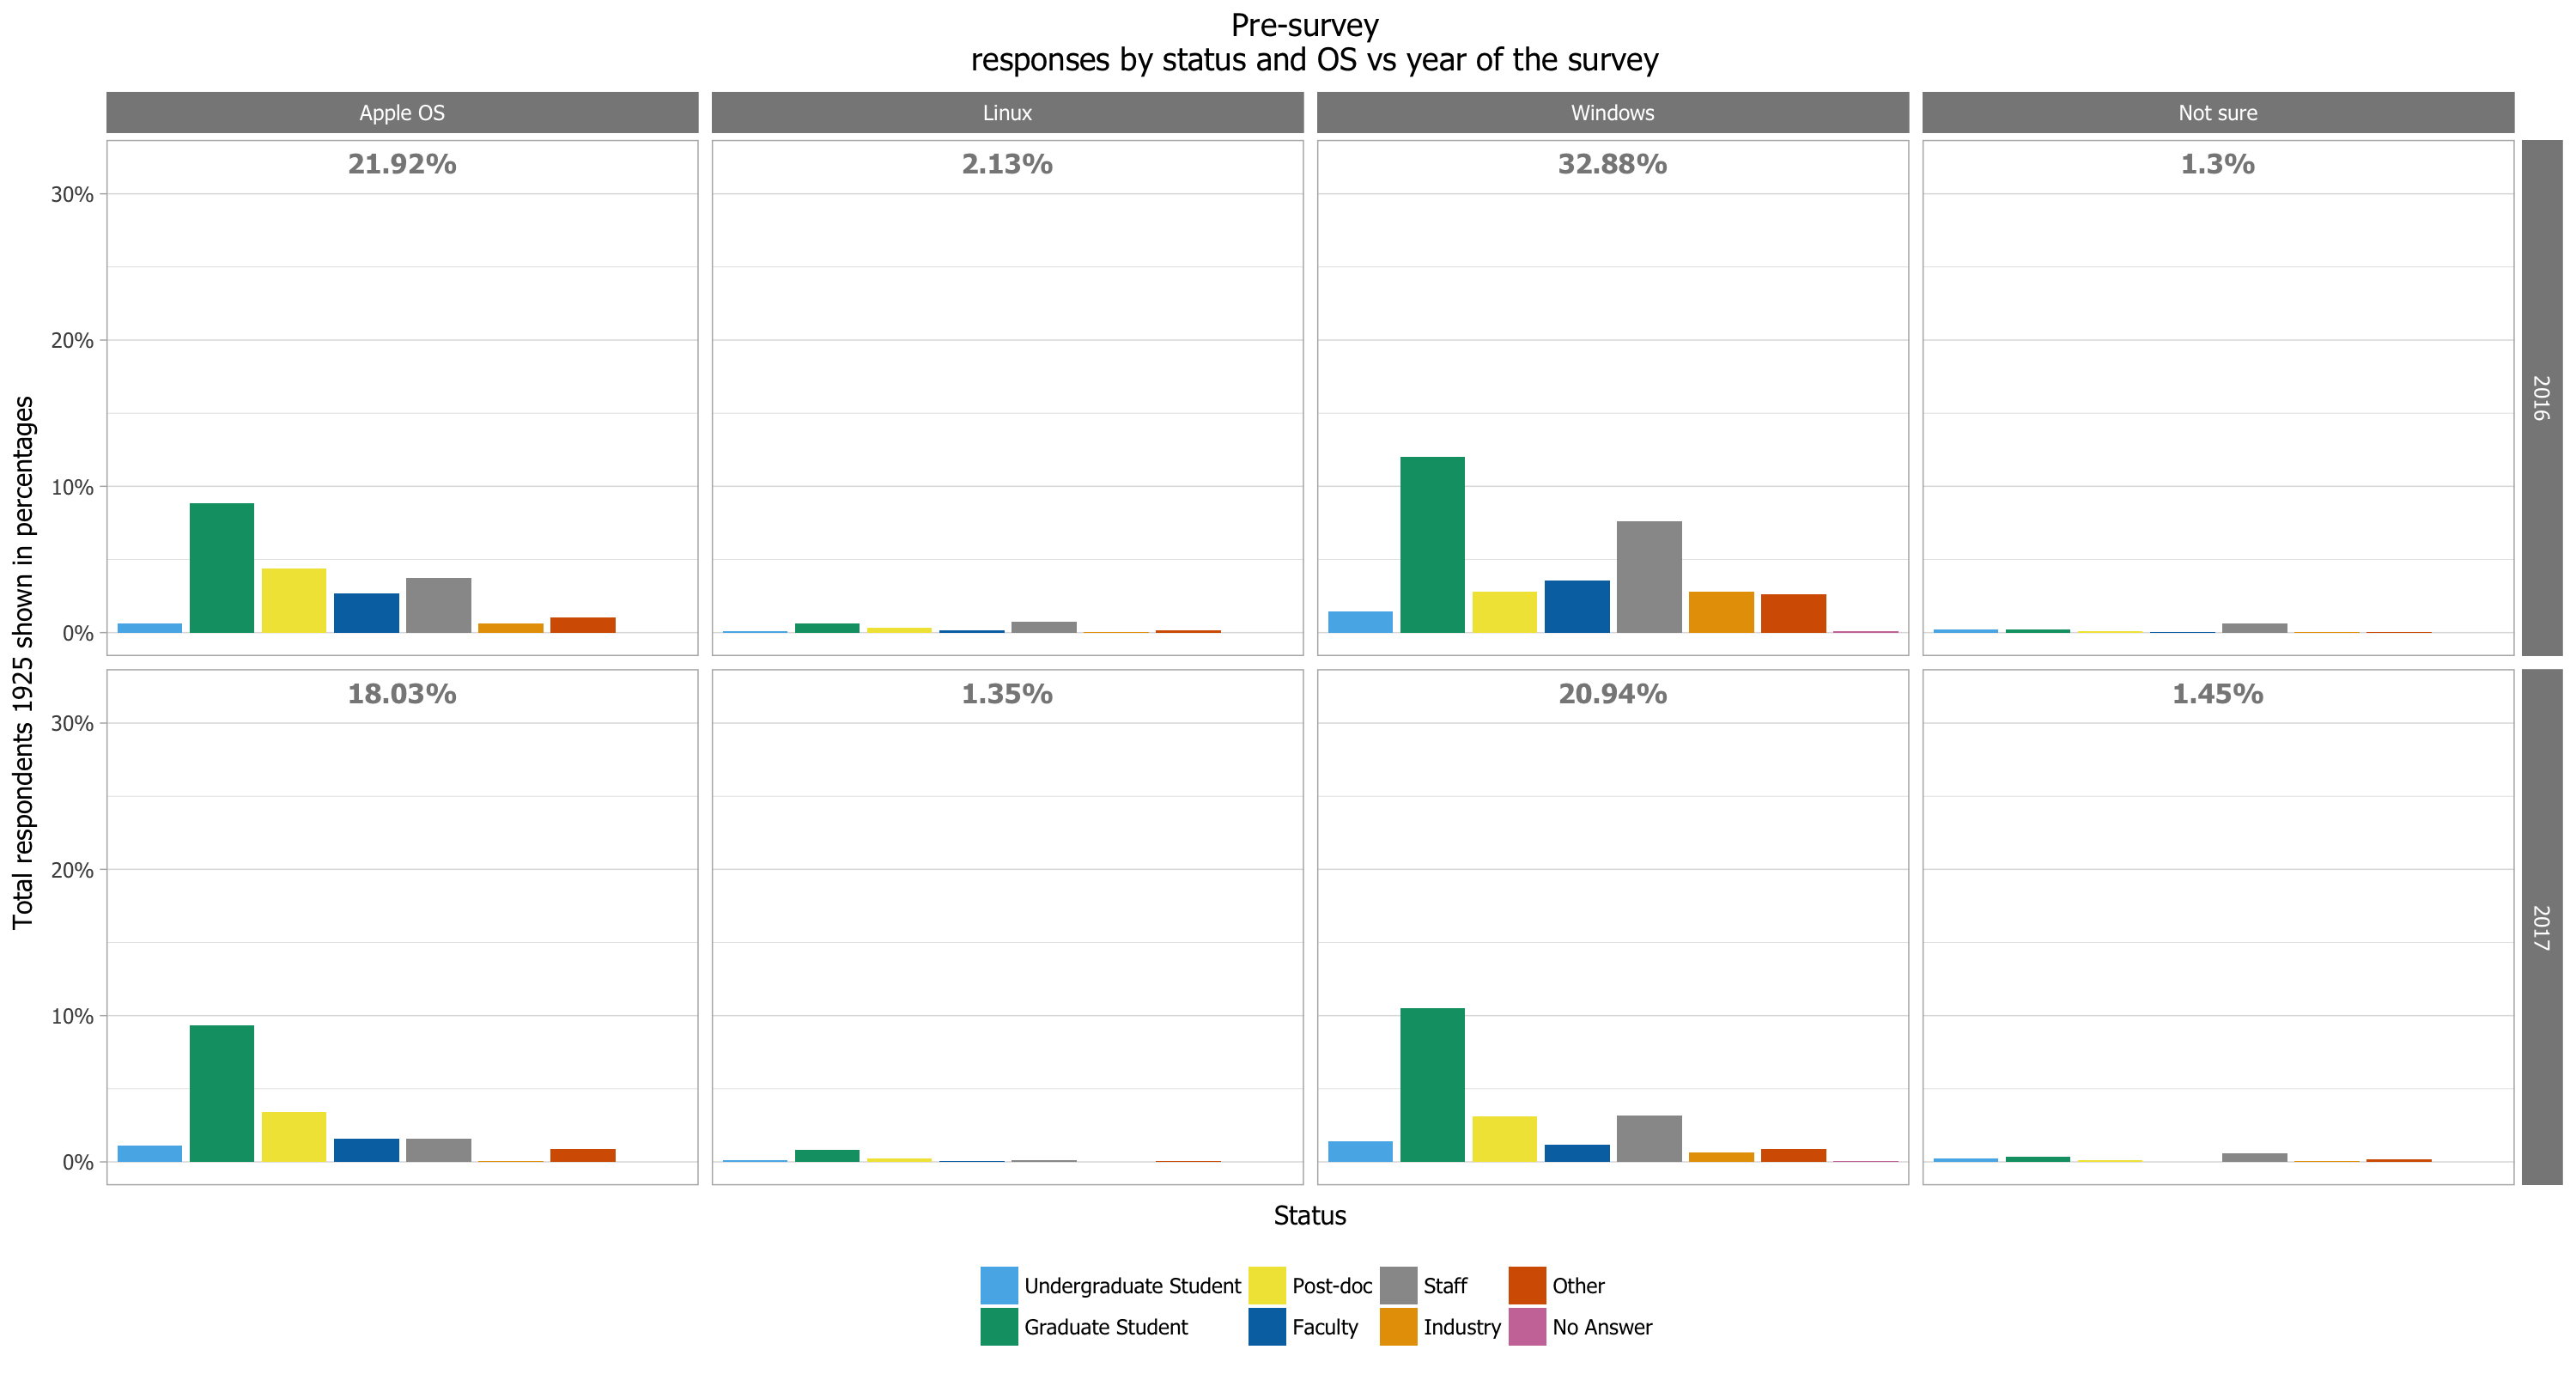 Pre-survey
responses by status and OS vs year of the survey
Apple OS
Linux
Windows
Not sure
21.92%
2.13%
32.88%
1.3%
30%
20%
10%
0%
2016
18.03%
1.35%
20.94%
1.45%
30%
20%
10%
0%
2017
Total respondents 1925 shown in percentages
Status
Undergraduate Student
Post-doc
Staff
Other
Graduate Student
Faculty
Industry
No Answer